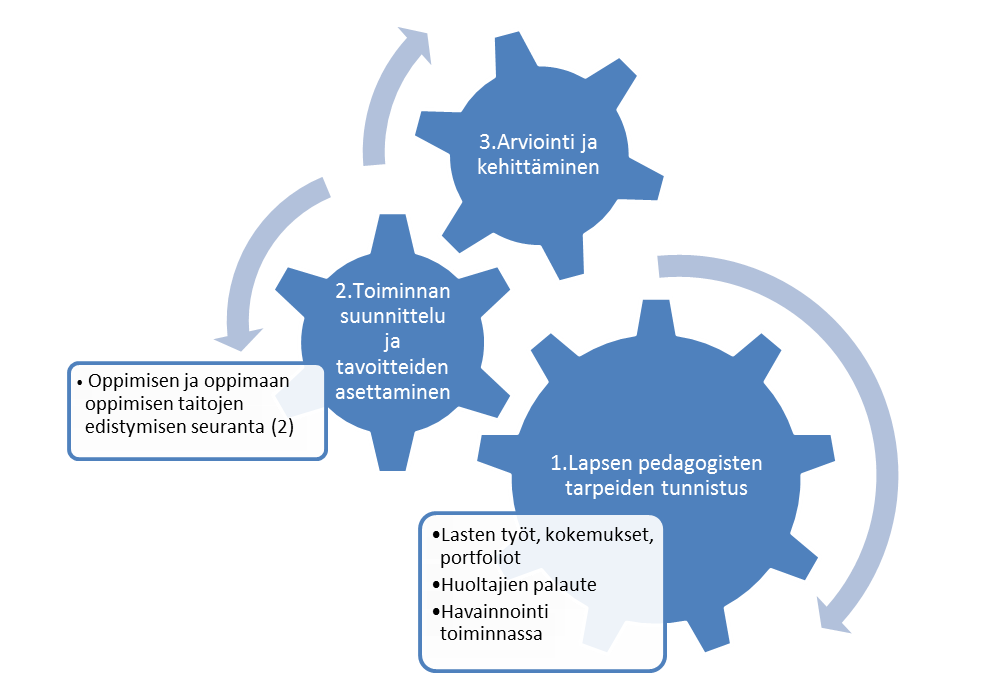 3.Arviointi ja
kehittäminen
2.Toiminnan
suunnittelu
ja
tavoitteiden
asettaminen
• Oppimisen ja oppimaan
oppimisen taitojen
edistymisen seuranta (2)
1.Lapsen pedagogisten
tarpeiden tunnistus
•Lasten työt, kokemukset,
portfoliot
•Huoltajien palaute
•Havainnointi
toiminnassa